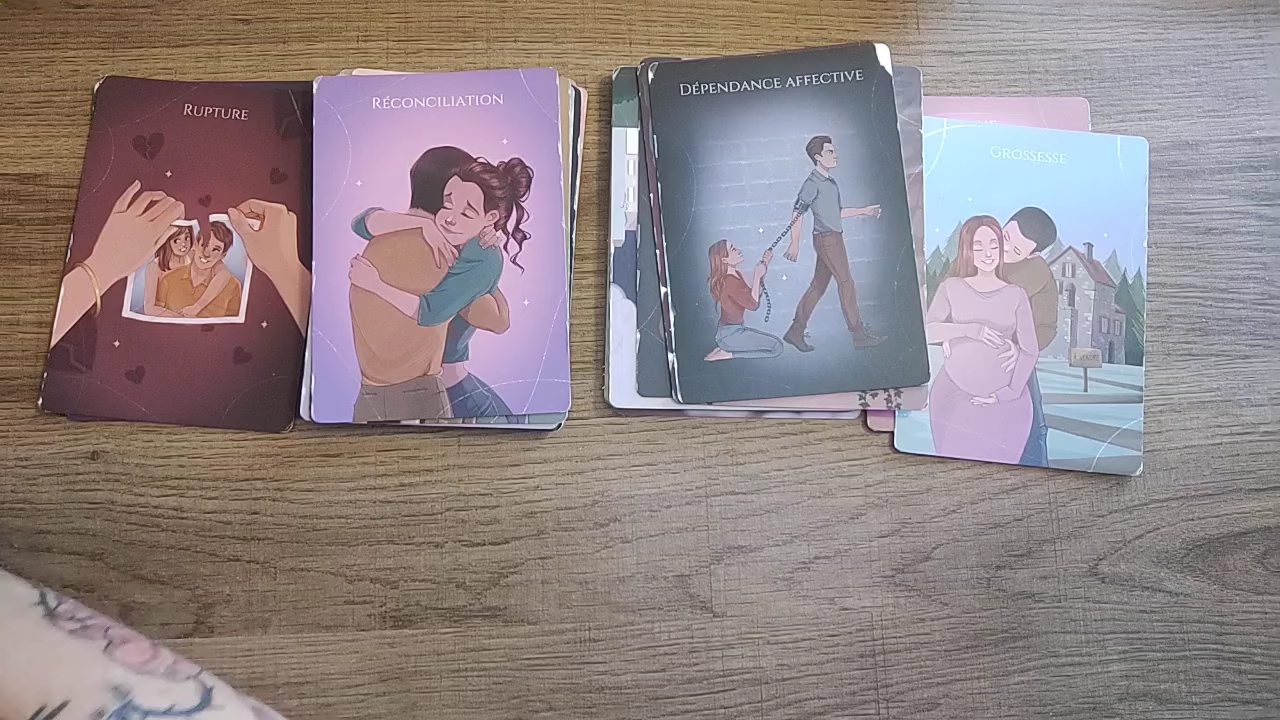 Rupture
Réconciliation
Dépendance affective
Grossesse